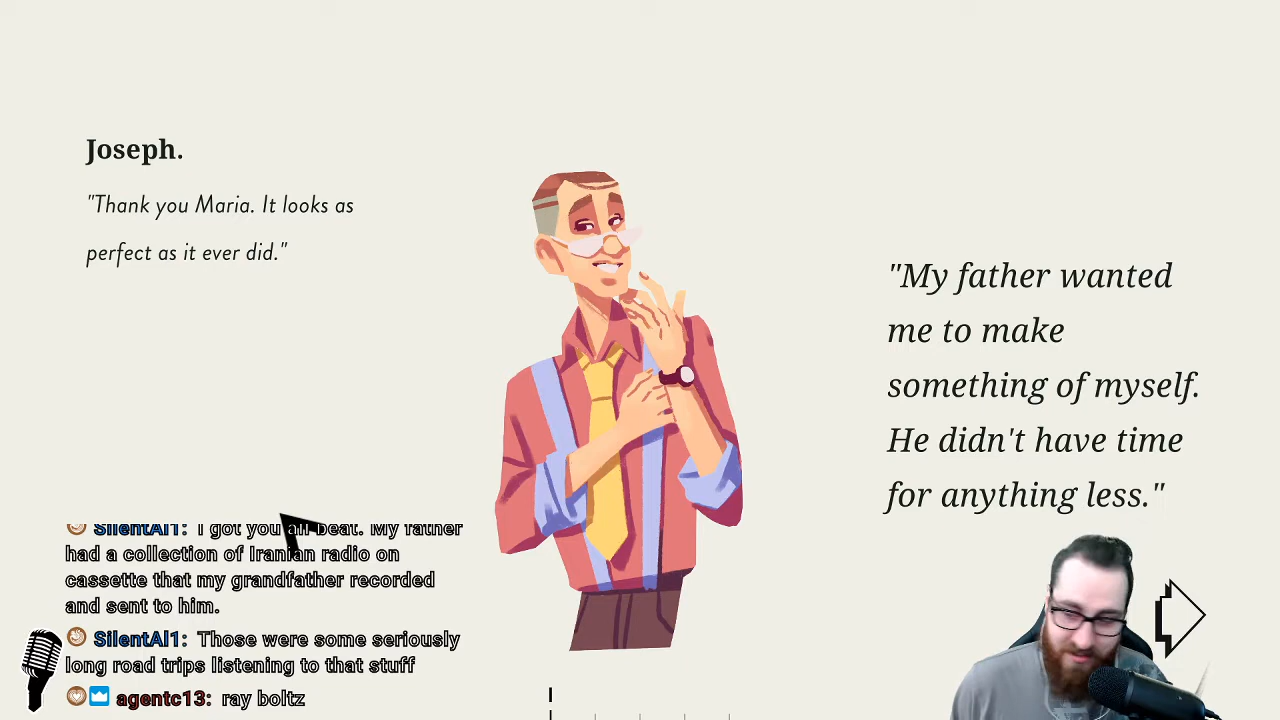 Joseph.
"Thank you Maria. It looks as
perfect as it ever did."
"My father wanted
me to make
something of myself.
He didn't have time
for anything less."
SilentAl1: I got you all beat. My father
had a collection of Iranian radio on
cassette that my grandfather recorded
and sent to him.
SilentAl1: Those were some seriously
long road trips listening to that stuff
agentc13: ray boltz